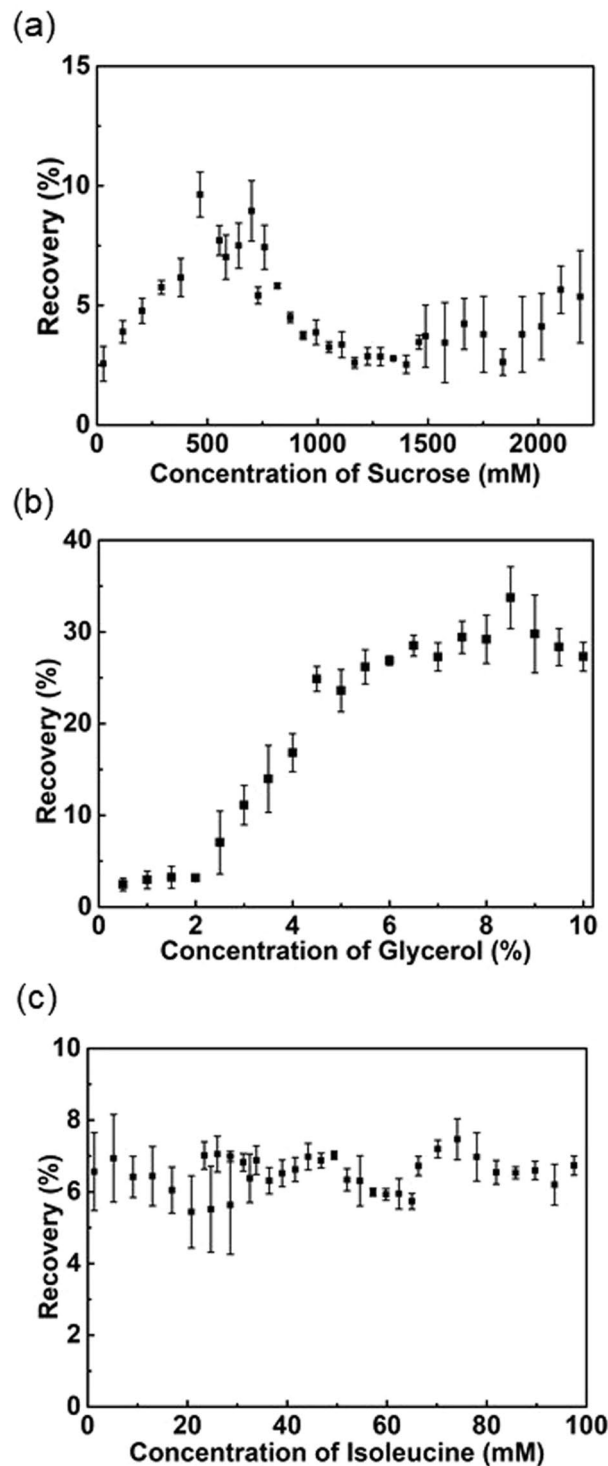 (a)
15
10
5
0
Recovery (%)
0 500 1000 1500 2000
Concentration of Sucrose (mM)
(b)
40
30
20
10
0
Recovery (%)
0 2 4 6 8 10
Concentration of Glycerol (%)
(c)
10
8
6
4
2
0
Recovery (%)
0 20 40 60 80 100
Concentration of Isoleucine (mM)